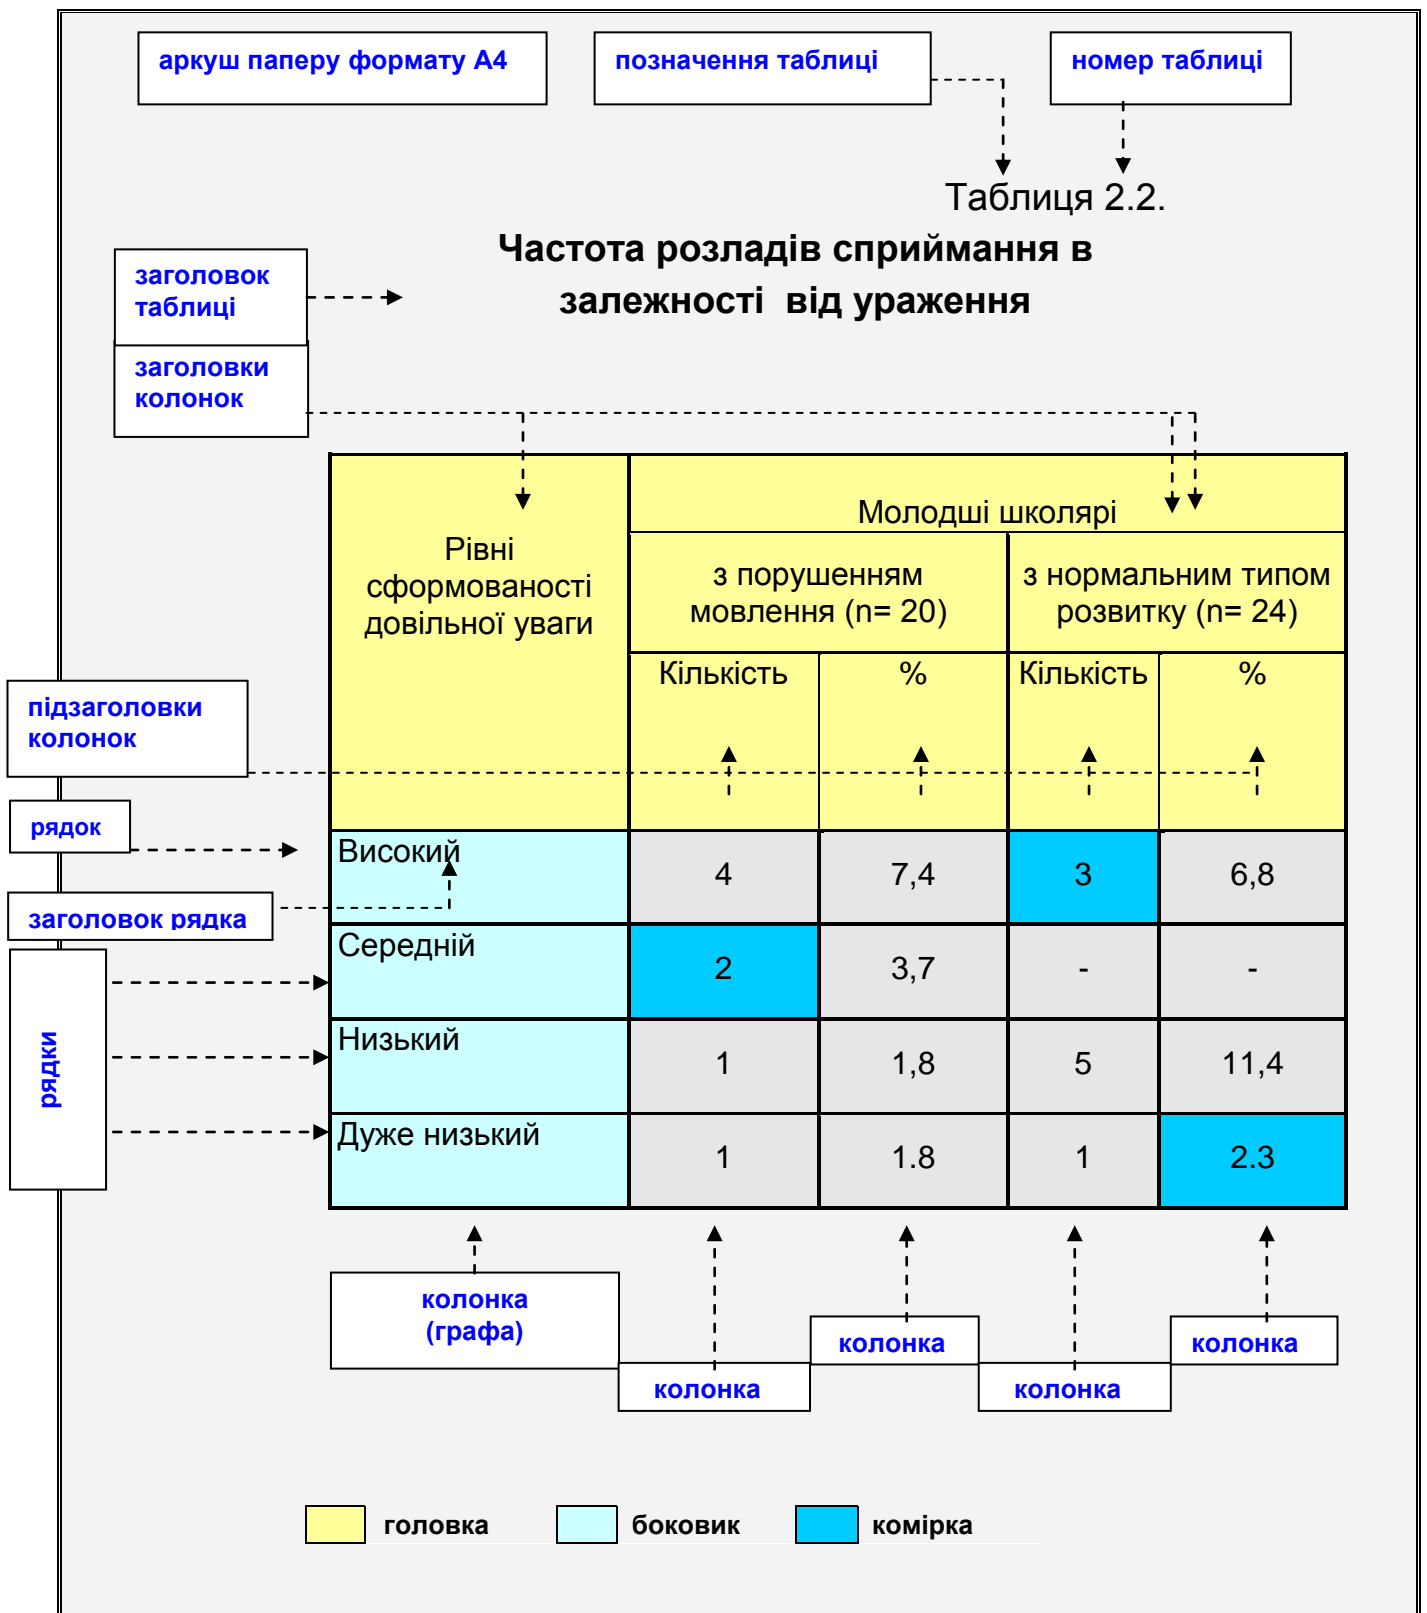 аркуш паперу формату А4
позначення таблиці
номер таблиці
Таблиця 2.2.
Частота розладів сприймання в
залежності від ураження
заголовок
таблиці
заголовки
колонок
Молодші школярі
Рівні
сформованості
довільної уваги
з порушенням
мовлення (n= 20)
з нормальним типом
розвитку (n= 24)
Кількість % Кількість %
підзаголовки
колонок
рядок
Високий 4 7,4 3 6,8
заголовок рядка
Середній 2 3,7 - -
рядки
Низький 1 1,8 5 11,4
Дуже низький 1 1.8 1 2.3
колонка
(графа)
колонка
колонка
колонка
колонка
головка
боковик
комірка